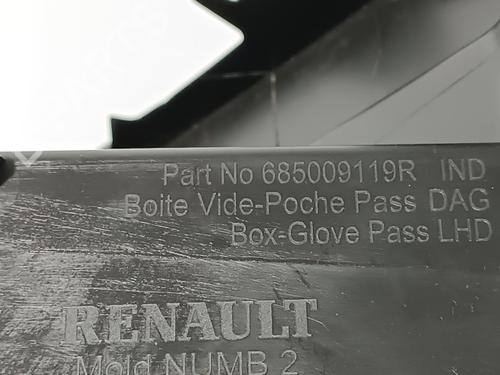 Part No 685009119R IND
Boite Vide-Poche Pass DAG
Box-Glove Pass LHD
RENAULT
Mold NUMB 2